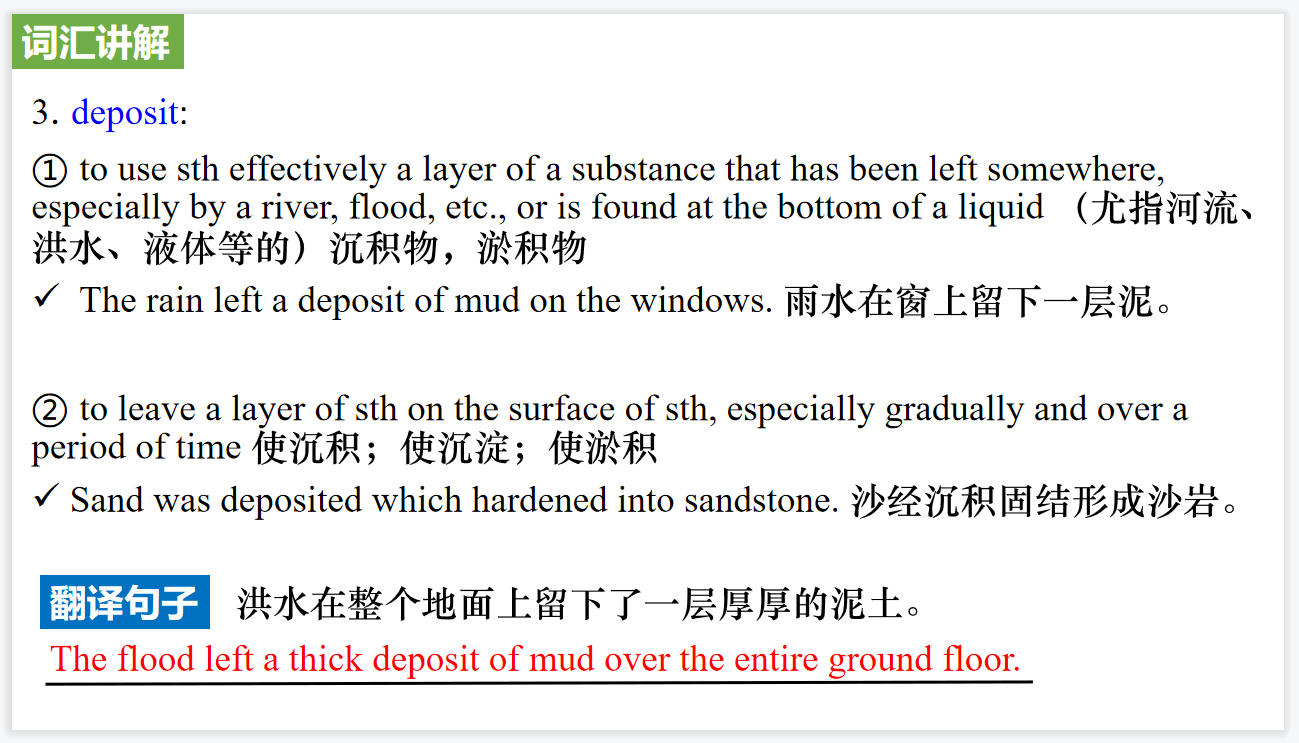 词汇讲解
3. deposit:
① to use sth effectively a layer of a substance that has been left somewhere,
especially by a river, flood, etc., or is found at the bottom of a liquid （尤指河流、
洪水、液体等的）沉积物，淤积物
✓ The rain left a deposit of mud on the windows. 雨水在窗上留下一层泥。
② to leave a layer of sth on the surface of sth, especially gradually and over a
period of time 使沉积；使沉淀；使淤积
✓ Sand was deposited which hardened into sandstone. 沙经沉积固结形成沙岩。
翻译句子 洪水在整个地面上留下了一层厚厚的泥土。
The flood left a thick deposit of mud over the entire ground floor.